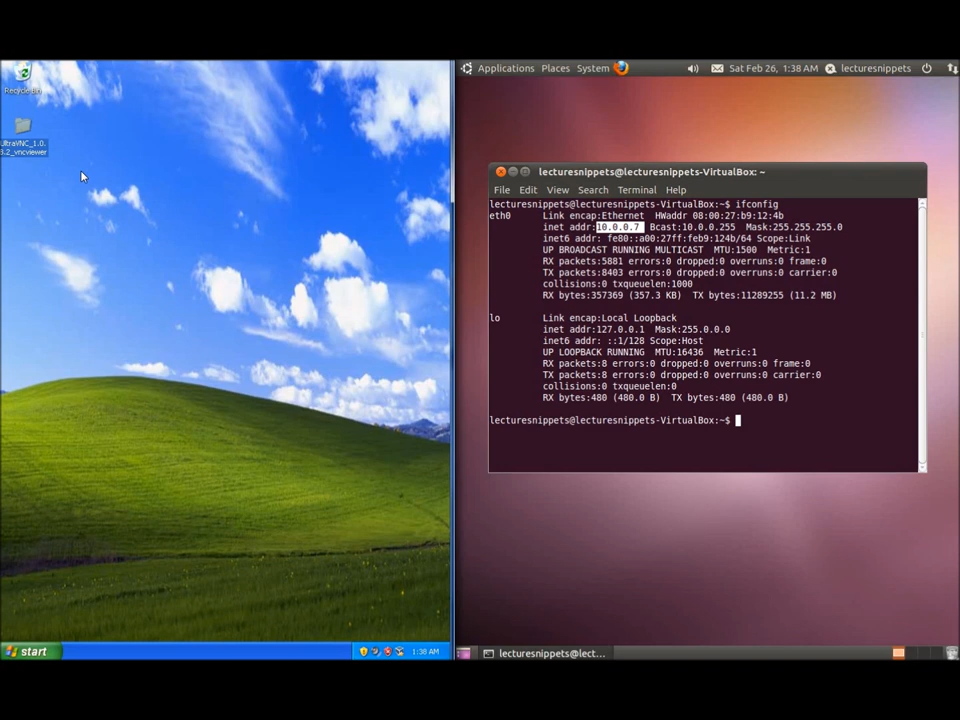 Recycle Bin
UltraVNC_1.0.
8.2_vncviewer
start
1:38 AM
Applications Places System
Sat Feb 26, 1:38 AM
lecturesnippets
lecturesnippets@lecturesnippets-VirtualBox: ~
File Edit View Search Terminal Help
lecturesnippets@lecturesnippets-VirtualBox:~$ ifconfig
eth0 Link encap:Ethernet HWaddr 08:00:27:b9:12:4b
inet addr:10.0.0.7 Bcast:10.0.0.255 Mask:255.255.255.0
inet6 addr: fe80::a00:27ff:feb9:124b/64 Scope:Link
UP BROADCAST RUNNING MULTICAST MTU:1500 Metric:1
RX packets:5881 errors:0 dropped:0 overruns:0 frame:0
TX packets:8403 errors:0 dropped:0 overruns:0 carrier:0
collisions:0 txqueuelen:1000
RX bytes:357369 (357.3 KB) TX bytes:11289255 (11.2 MB)
lo Link encap:Local Loopback
inet addr:127.0.0.1 Mask:255.0.0.0
inet6 addr: ::1/128 Scope:Host
UP LOOPBACK RUNNING MTU:16436 Metric:1
RX packets:8 errors:0 dropped:0 overruns:0 frame:0
TX packets:8 errors:0 dropped:0 overruns:0 carrier:0
collisions:0 txqueuelen:0
RX bytes:480 (480.0 B) TX bytes:480 (480.0 B)
lecturesnippets@lecturesnippets-VirtualBox:~$
lecturesnippets@lect...